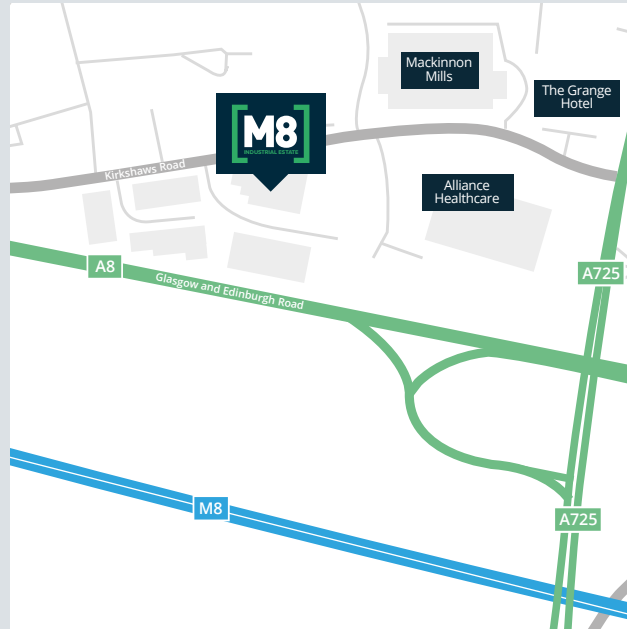 Mackinnon
Mills
The Grange
Hotel
M8
INDUSTRIAL ESTATE
Kirkshaws Road
Alliance
Healthcare
A8
A725
Glasgow and Edinburgh Road
M8
A725